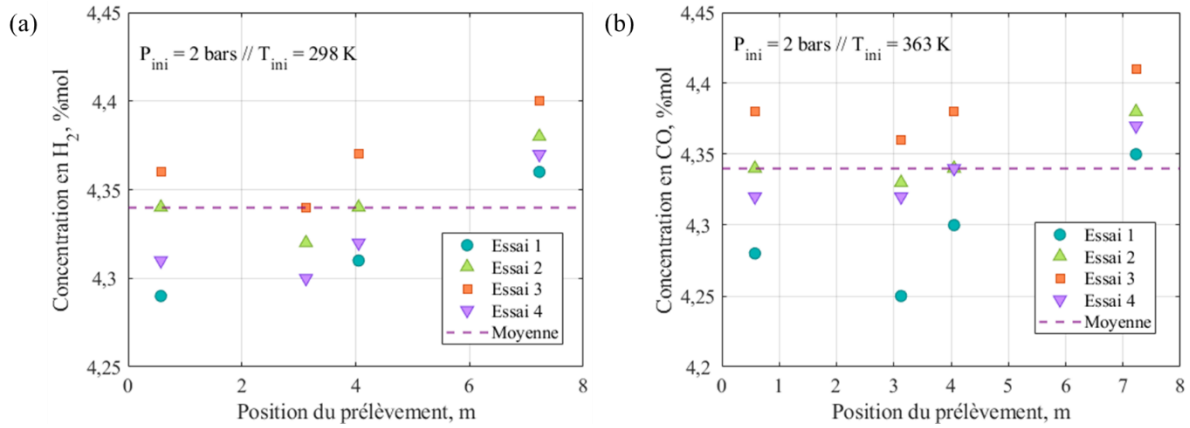 (a)
P_ini = 2 bars // T_ini = 298 K
Concentration en H_2, %mol
4,45
4,4
4,35
4,3
4,25
0 2 4 6 8
Position du prélèvement, m
Essai 1
Essai 2
Essai 3
Essai 4
Moyenne
(b)
P_ini = 2 bars // T_ini = 363 K
Concentration en CO, %mol
4,45
4,4
4,35
4,3
4,25
4,2
0 1 2 3 4 5 6 7 8
Position du prélèvement, m
Essai 1
Essai 2
Essai 3
Essai 4
Moyenne